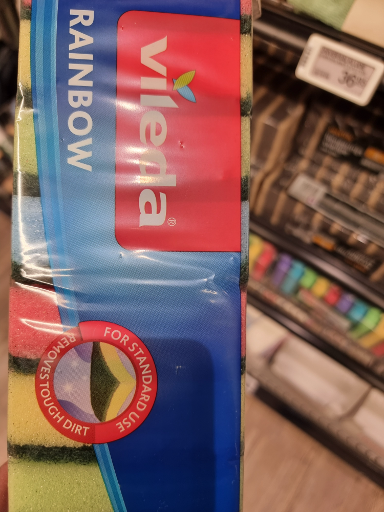 vileda®
RAINBOW
FOR STANDARD USE
REMOVES TOUGH DIRT